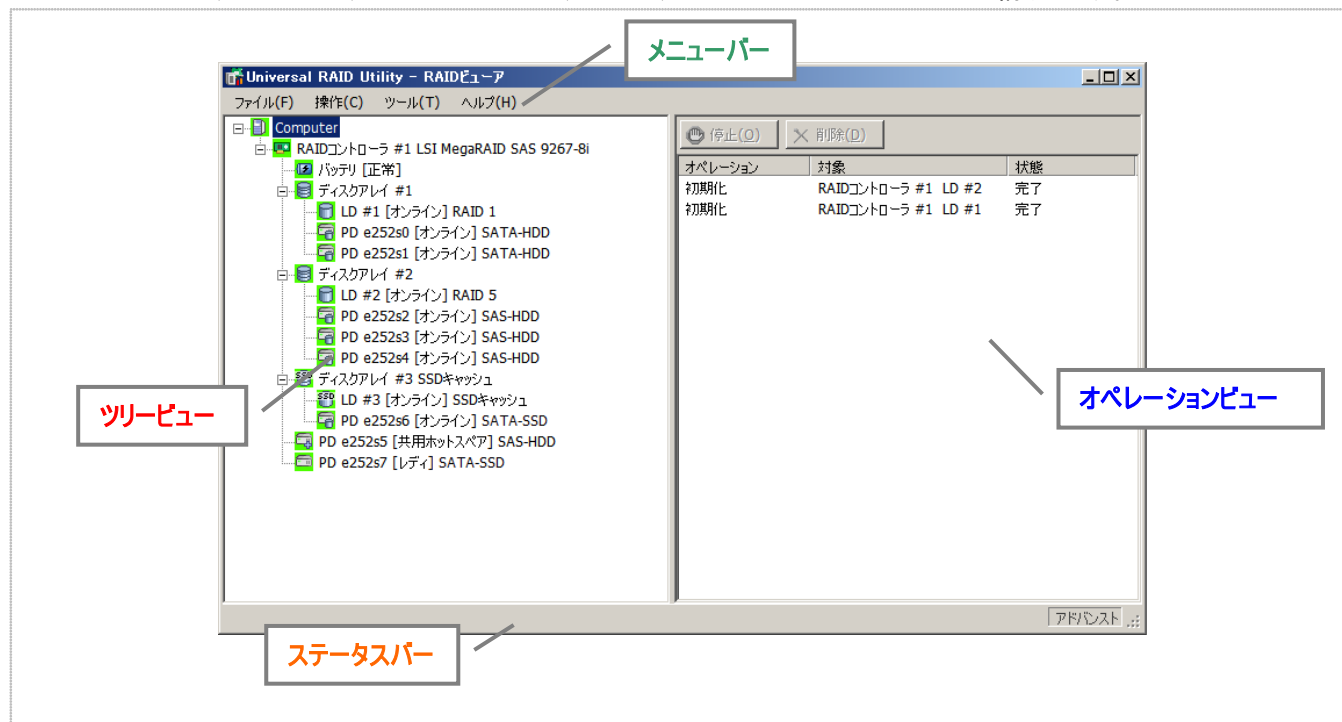 メニューバー
Universal RAID Utility - RAIDビューア
ファイル(F) 操作(C) ツール(T) ヘルプ(H)
Computer
RAIDコントローラ #1 LSI MegaRAID SAS 9267-8i
バッテリ [正常]
ディスクアレイ #1
LD #1 [オンライン] RAID 1
PD e252s0 [オンライン] SATA-HDD
PD e252s1 [オンライン] SATA-HDD
ディスクアレイ #2
LD #2 [オンライン] RAID 5
PD e252s2 [オンライン] SAS-HDD
PD e252s3 [オンライン] SAS-HDD
PD e252s4 [オンライン] SAS-HDD
ディスクアレイ #3 SSDキャッシュ
LD #3 [オンライン] SSDキャッシュ
PD e252s6 [オンライン] SATA-SSD
PD e252s5 [共用ホットスペア] SAS-HDD
PD e252s7 [レディ] SATA-SSD
停止(O) 削除(D)
オペレーション 対象 状態
初期化 RAIDコントローラ #1 LD #2 完了
初期化 RAIDコントローラ #1 LD #1 完了
ツリービュー
オペレーションビュー
アドバンスト
ステータスバー